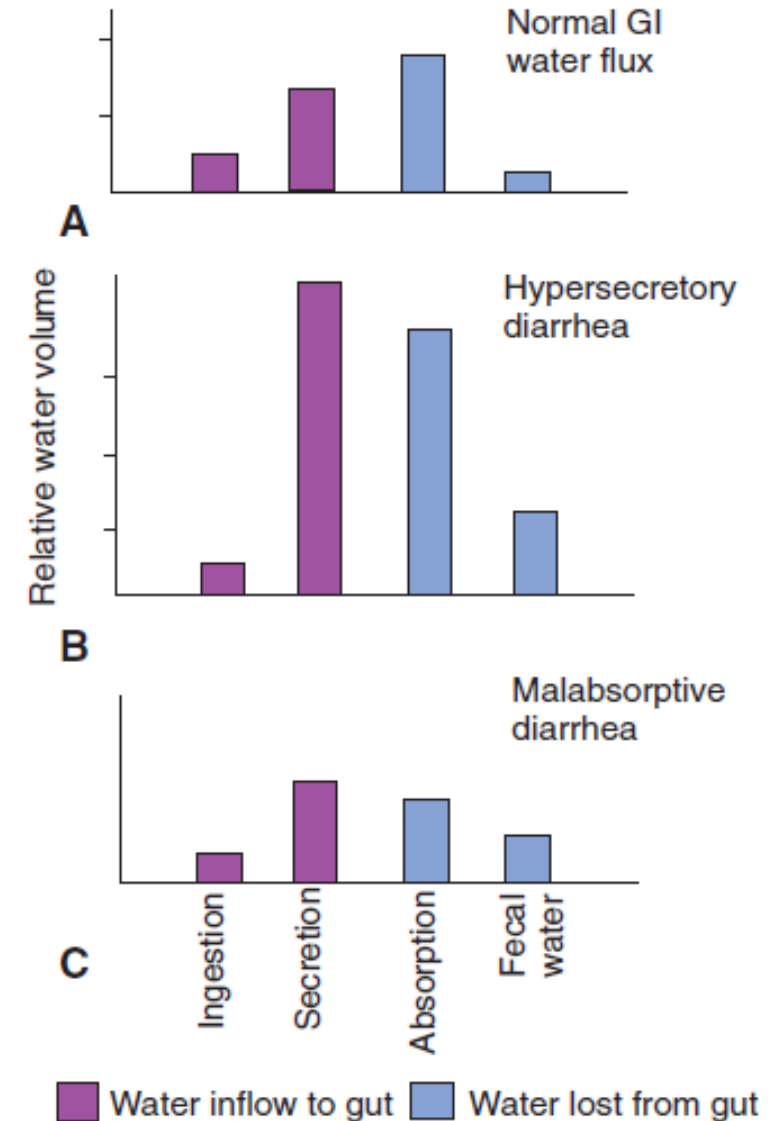 Normal GI
water flux
A
Relative water volume
Hypersecretory
diarrhea
B
Malabsorptive
diarrhea
C
Ingestion
Secretion
Absorption
Fecal
water
Water inflow to gut
Water lost from gut